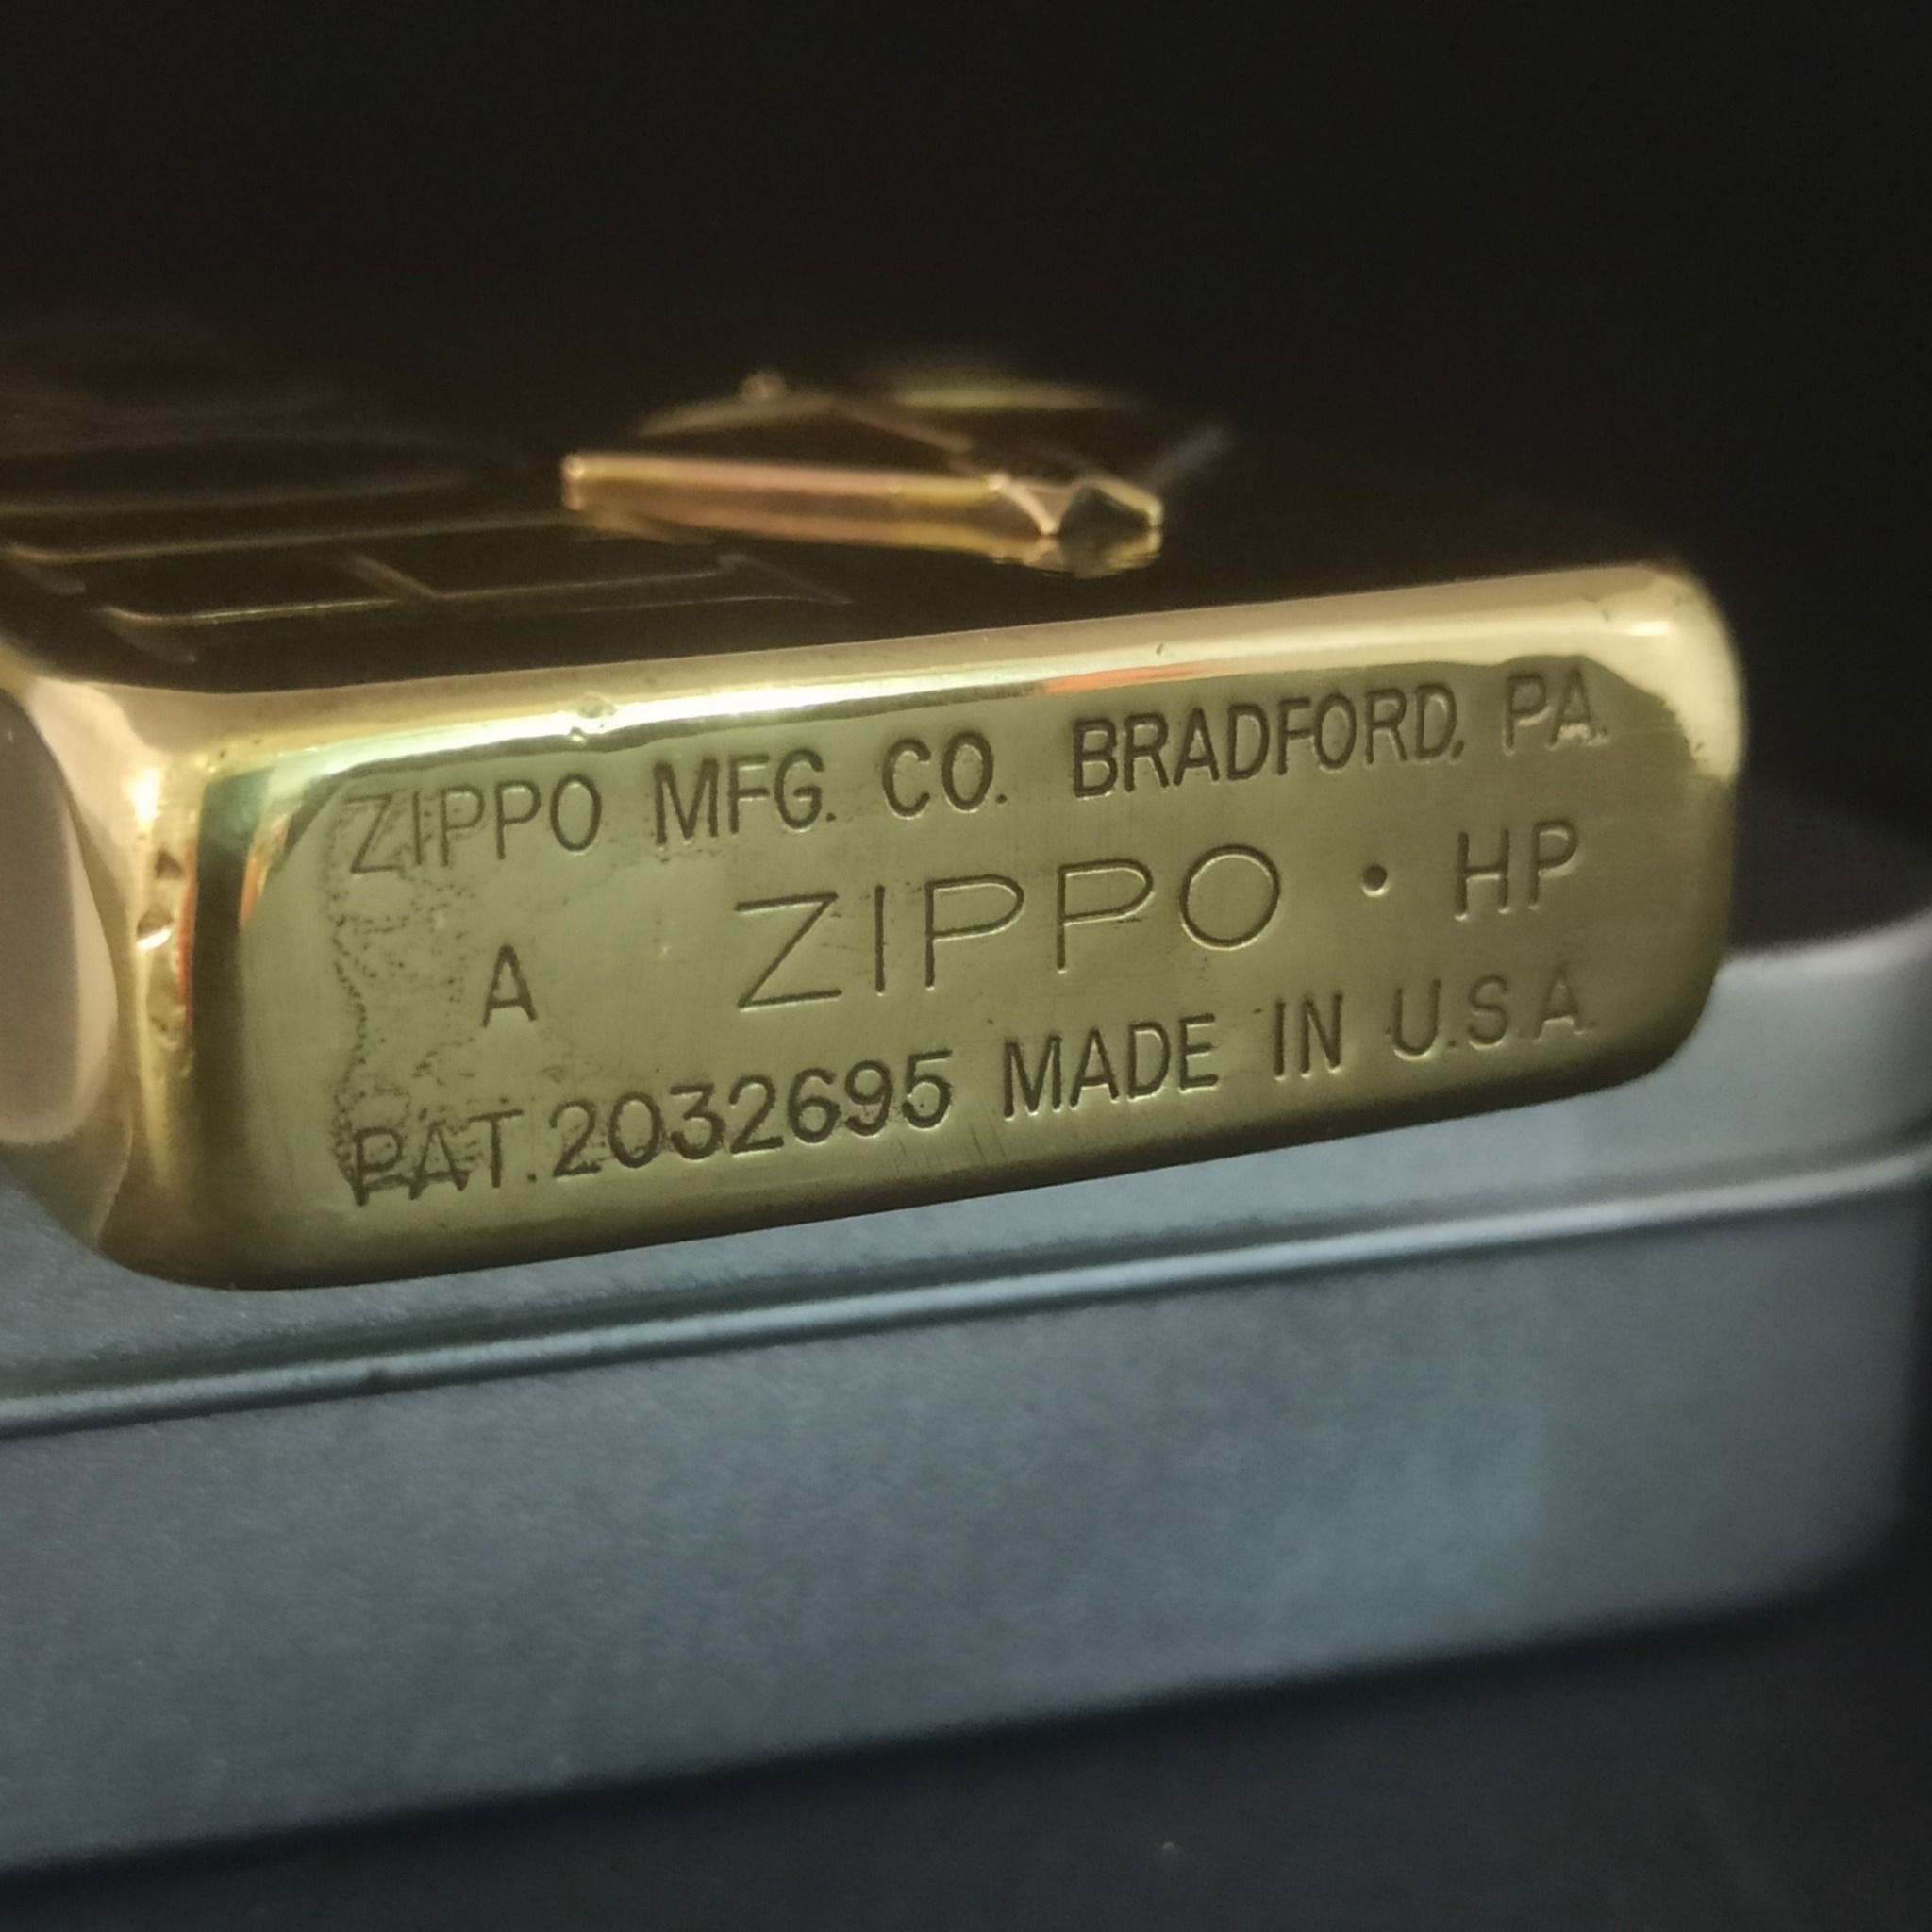 ZIPPO MFG. CO. BRADFORD, PA.
A ZIPPO • HP
PAT.2032695 MADE IN U.S.A.